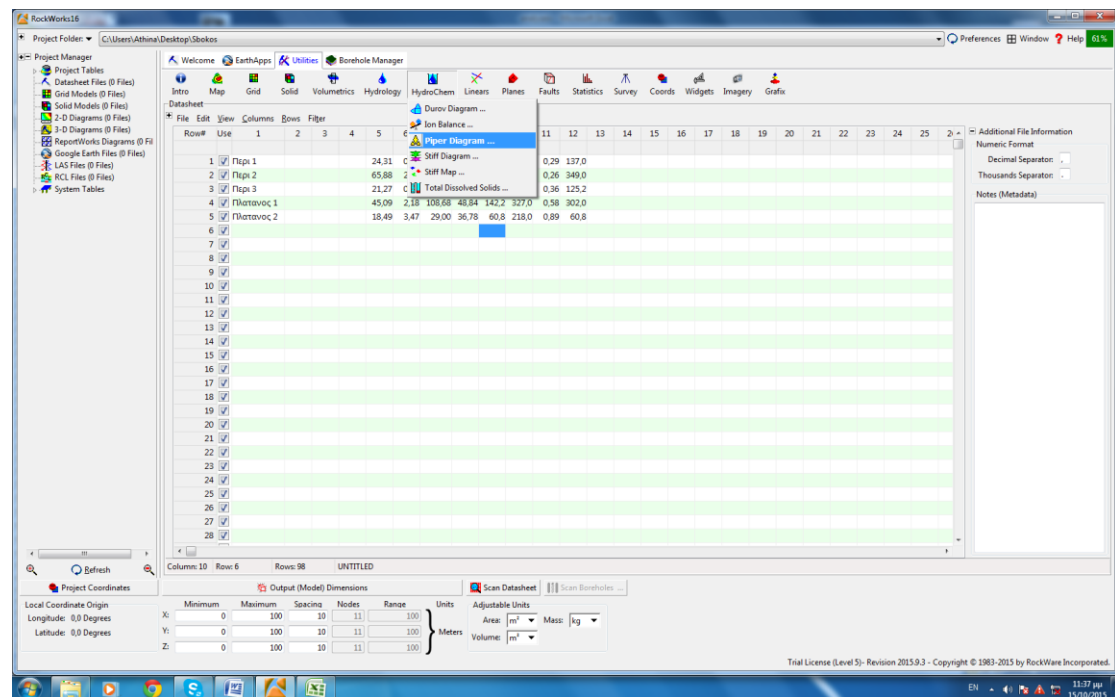 RockWorks16
Project Folder: C:\Users\Athina\Desktop\Sbokos
Preferences Window Help 61%
Project Manager
Project Tables
Datasheet Files (0 Files)
Grid Models (0 Files)
Solid Models (0 Files)
2-D Diagrams (0 Files)
3-D Diagrams (0 Files)
ReportWorks Diagrams (0 Fil
Google Earth Files (0 Files)
LAS Files (0 Files)
RCL Files (0 Files)
System Tables
Welcome EarthApps Utilities Borehole Manager
Intro Map Grid Solid Volumetrics Hydrology HydroChem Linears Planes Faults Statistics Survey Coords Widgets Imagery Grafix
Datasheet
File Edit View Columns Rows Filter
Durov Diagram ...
Ion Balance ...
Piper Diagram ...
Stiff Diagram ...
Stiff Map ...
Total Dissolved Solids ...
Row# Use 1 2 3 4 5 6 11 12 13 14 15 16 17 18 19 20 21 22 23 24 25
1 Περι 1 24,31 0,29 137,0
2 Περι 2 65,88 0,26 349,0
3 Περι 3 21,27 0,36 125,2
4 Πλατανος 1 45,09 2,18 108,68 48,84 142,2 327,0 0,58 302,0
5 Πλατανος 2 18,49 3,47 29,00 36,78 60,8 218,0 0,89 60,8
6
7
8
9
10
11
12
13
14
15
16
17
18
19
20
21
22
23
24
25
26
27
28
Additional File Information
Numeric Format
Decimal Separator: ,
Thousands Separator: .
Notes (Metadata)
Refresh
Column: 10 Row: 6 Rows: 98 UNTITLED
Project Coordinates
Output (Model) Dimensions
Scan Datasheet
Scan Boreholes ...
Local Coordinate Origin
Longitude: 0,0 Degrees
Latitude: 0,0 Degrees
Minimum Maximum Spacing Nodes Range Units
X: 0 100 10 11 100
Y: 0 100 10 11 100 Meters
Z: 0 100 10 11 100
Adjustable Units
Area: m² Mass: kg
Volume: m³
Trial License (Level 5)- Revision 2015.9.3 - Copyright © 1983-2015 by RockWare Incorporated.
EN 11:37 μμ
15/10/2015